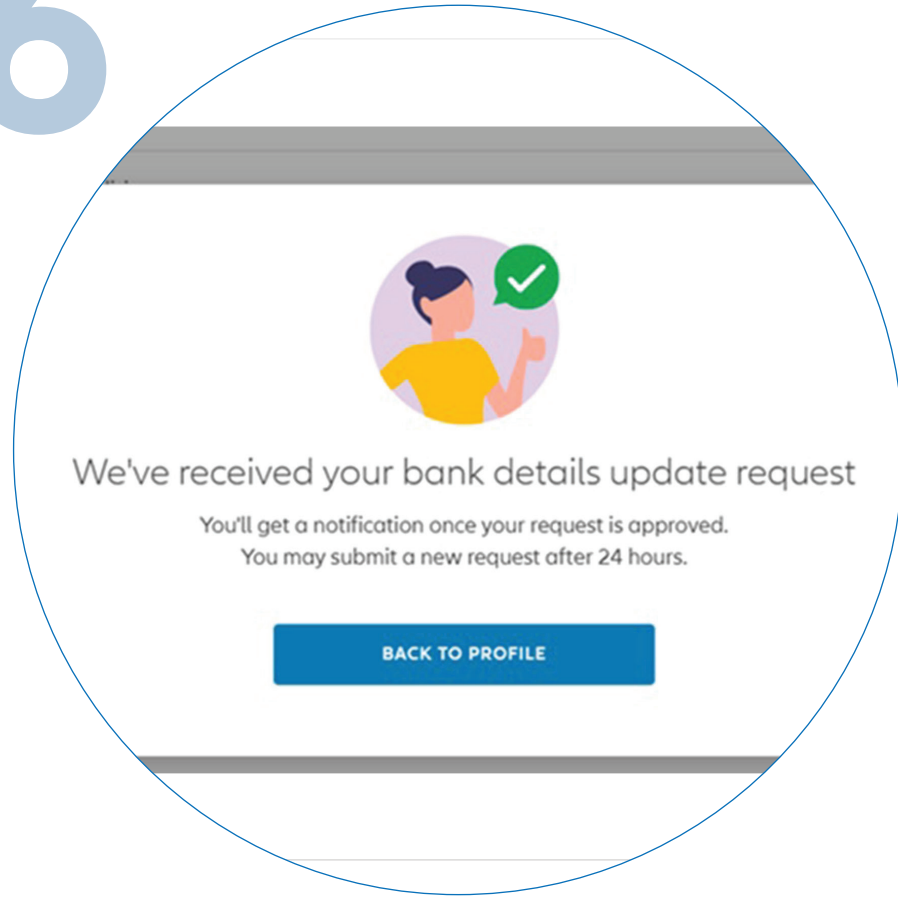 6
We've received your bank details update request
You'll get a notification once your request is approved.
You may submit a new request after 24 hours.
BACK TO PROFILE